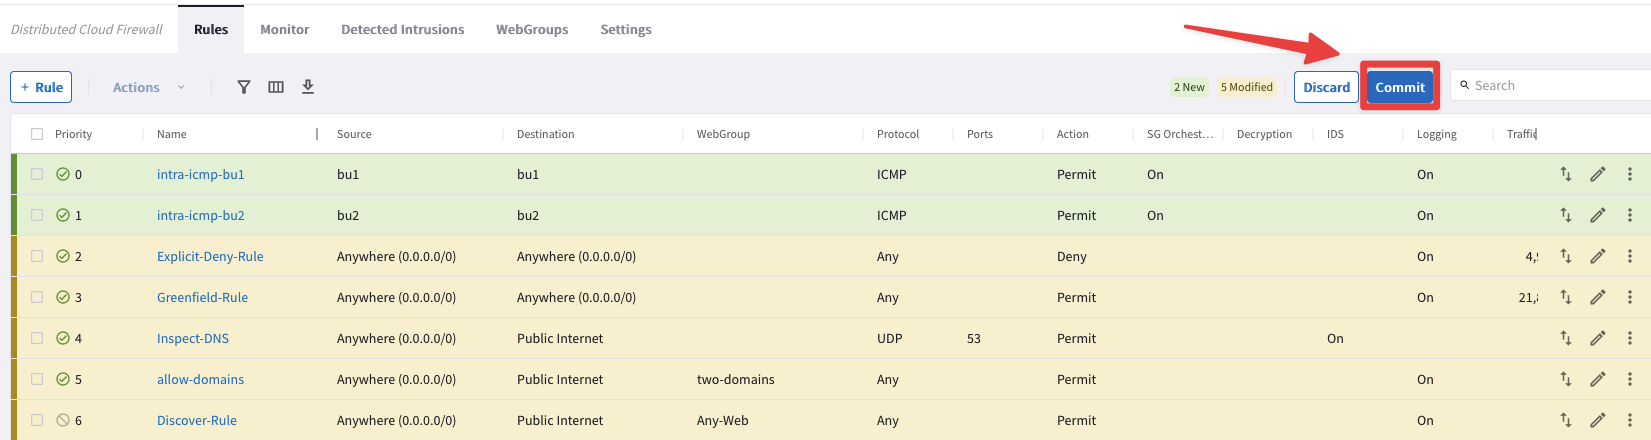 Distributed Cloud Firewall Rules Monitor Detected Intrusions WebGroups Settings
+ Rule Actions 2 New 5 Modified Discard Commit Search
Priority Name Source Destination WebGroup Protocol Ports Action SG Orchest... Decryption IDS Logging Traffic
0 intra-icmp-bu1 bu1 bu1 ICMP Permit On On
1 intra-icmp-bu2 bu2 bu2 ICMP Permit On On
2 Explicit-Deny-Rule Anywhere (0.0.0.0/0) Anywhere (0.0.0.0/0) Any Deny On
3 Greenfield-Rule Anywhere (0.0.0.0/0) Anywhere (0.0.0.0/0) Any Permit On
4 Inspect-DNS Anywhere (0.0.0.0/0) Public Internet UDP 53 Permit On
5 allow-domains Anywhere (0.0.0.0/0) Public Internet two-domains Any Permit On
6 Discover-Rule Anywhere (0.0.0.0/0) Public Internet Any-Web Any Permit On